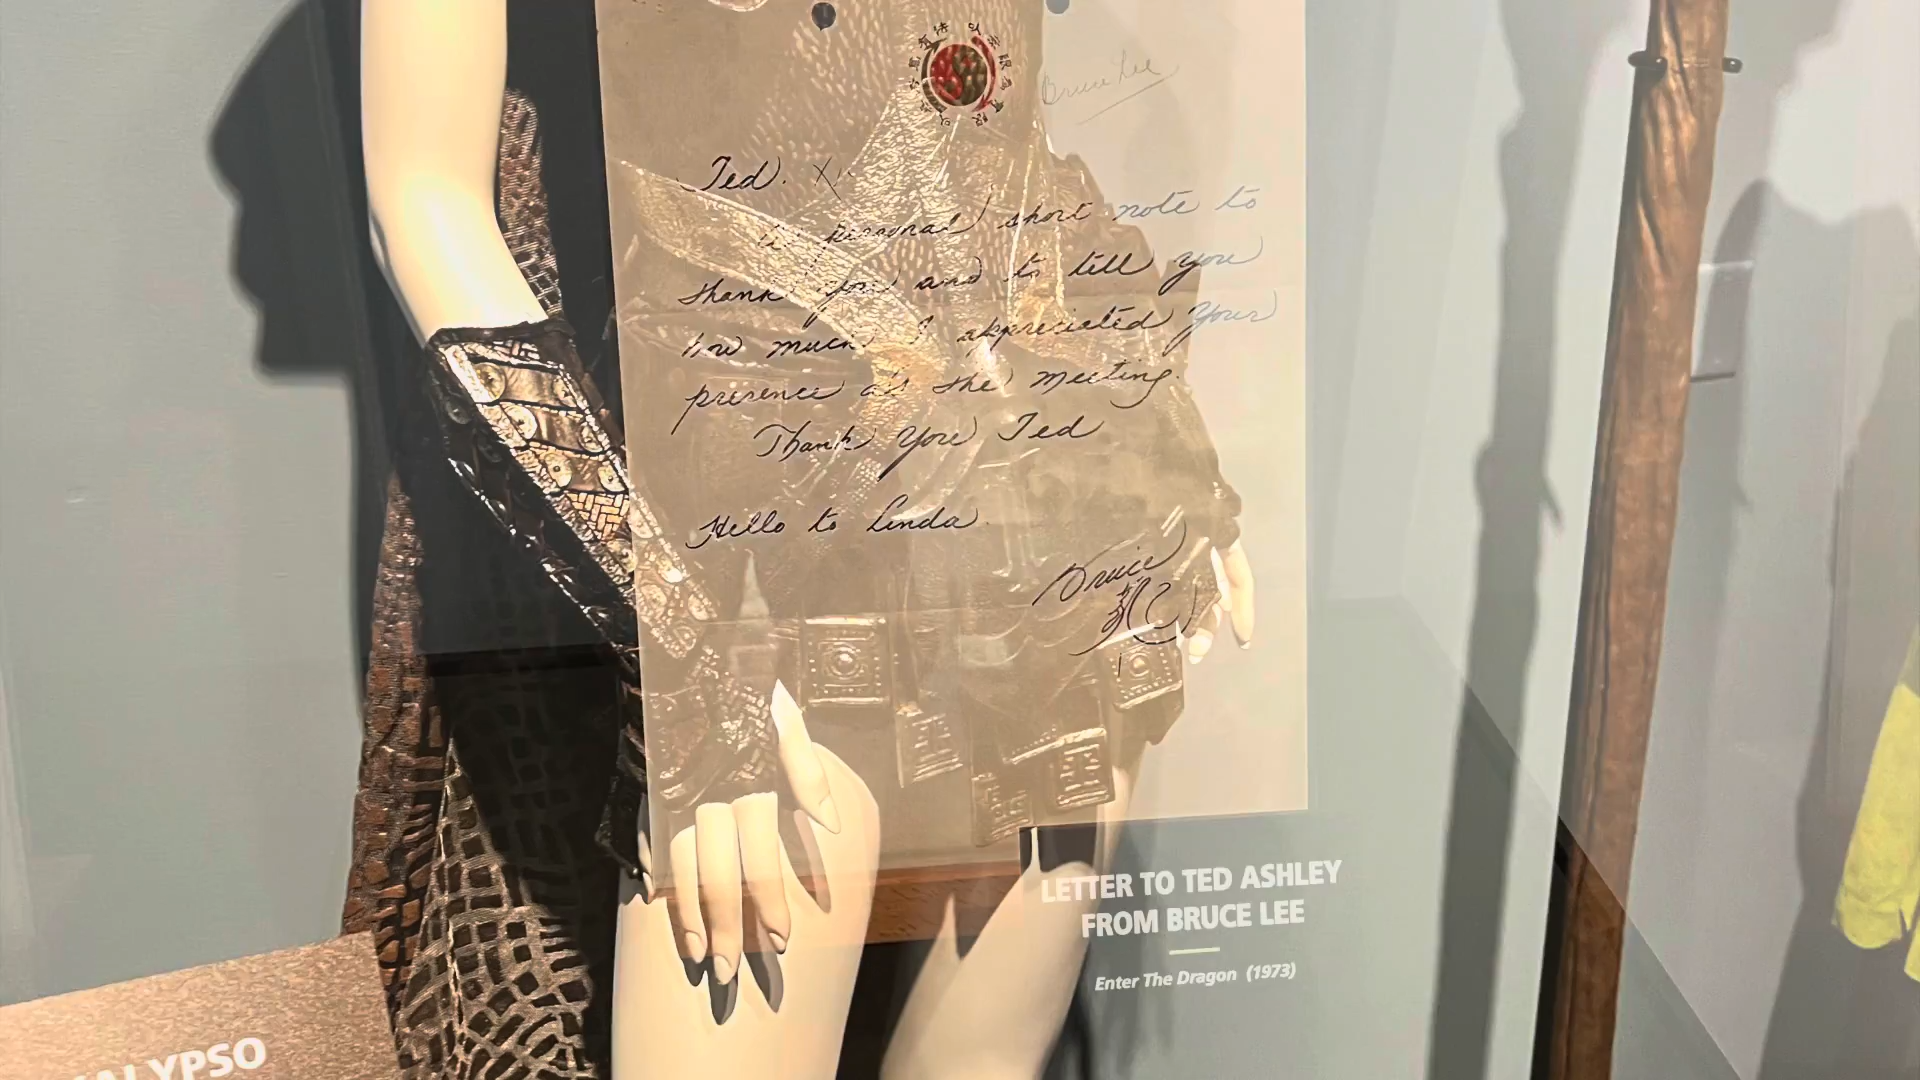 Bruce Lee
Ted.
a personal short note to
thank you and to tell you
how much I appreciated your
presence at the meeting.
Thank You Ted
Hello to Linda.
Bruce
LETTER TO TED ASHLEY
FROM BRUCE LEE
Enter The Dragon (1973)
ALYPSO